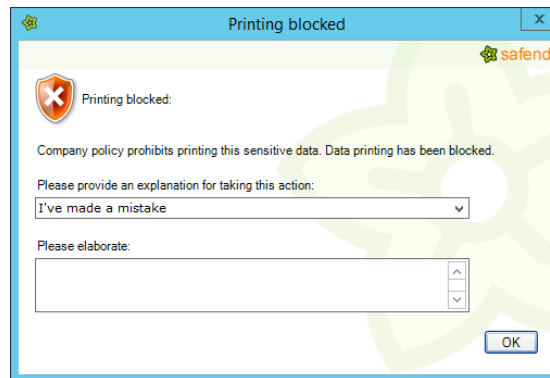 Printing blocked
safend
Printing blocked:
Company policy prohibits printing this sensitive data. Data printing has been blocked.
Please provide an explanation for taking this action:
I've made a mistake
Please elaborate:
OK